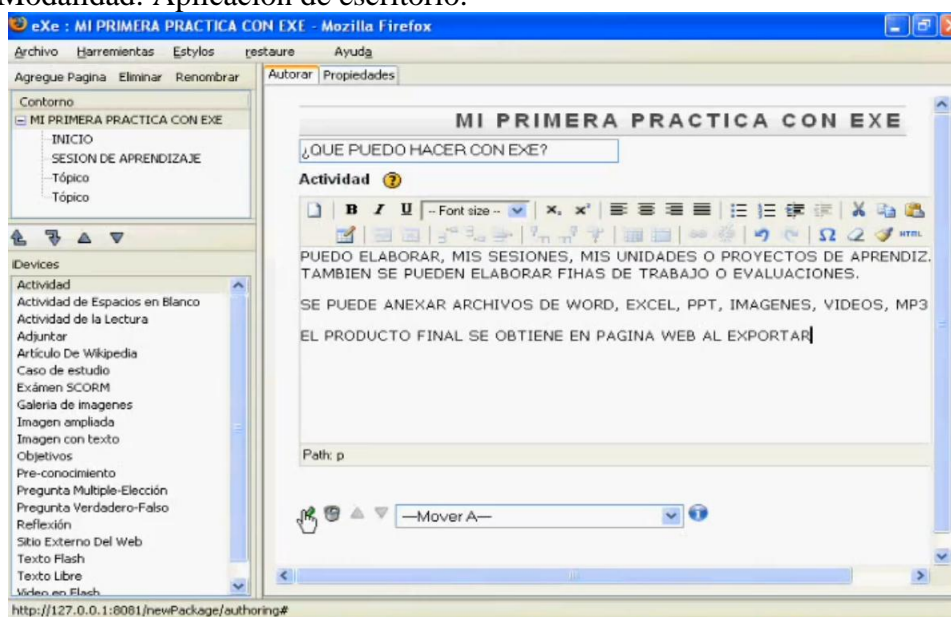 Modalidad: Aplicación de escritorio.
eXe : MI PRIMERA PRACTICA CON EXE - Mozilla Firefox
Archivo Harremientas Estylos restaure Ayuda
Agregue Pagina Eliminar Renombrar
Contorno
MI PRIMERA PRACTICA CON EXE
INICIO
SESION DE APRENDIZAJE
Tópico
Tópico
iDevices
Actividad
Actividad de Espacios en Blanco
Actividad de la Lectura
Adjuntar
Artículo De Wikipedia
Caso de estudio
Exámen SCORM
Galeria de imagenes
Imagen ampliada
Imagen con texto
Objetivos
Pre-conocimiento
Pregunta Multiple-Elección
Pregunta Verdadero-Falso
Reflexión
Sitio Externo Del Web
Texto Flash
Texto Libre
Video en Flash
Autorar Propiedades
MI PRIMERA PRACTICA CON EXE
¿QUE PUEDO HACER CON EXE?
Actividad ?
B I U -- Font size --
HTML
PUEDO ELABORAR, MIS SESIONES, MIS UNIDADES O PROYECTOS DE APRENDIZ.
TAMBIEN SE PUEDEN ELABORAR FIHAS DE TRABAJO O EVALUACIONES.
SE PUEDE ANEXAR ARCHIVOS DE WORD, EXCEL, PPT, IMAGENES, VIDEOS, MP3
EL PRODUCTO FINAL SE OBTIENE EN PAGINA WEB AL EXPORTAR
Path: p
—Mover A—
http://127.0.0.1:8081/newPackage/authoring#